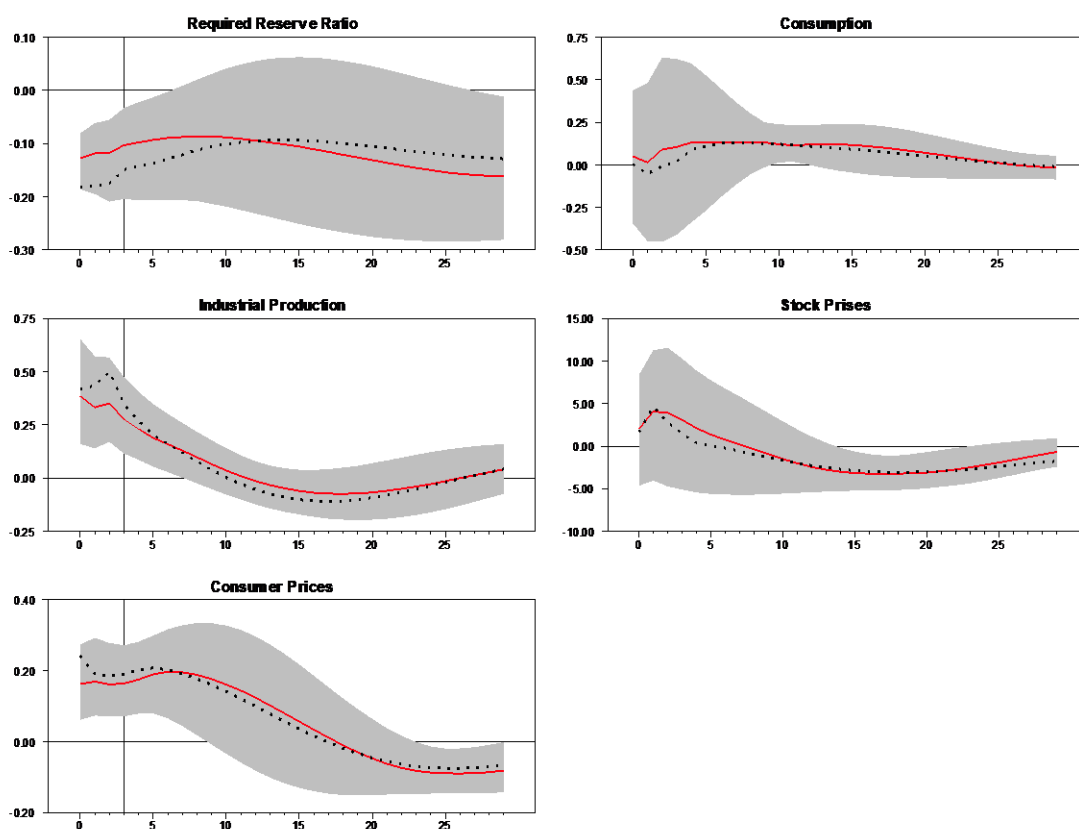 Required Reserve Ratio
0.10
0.00
-0.10
-0.20
-0.30
0 5 10 15 20 25
Consumption
0.75
0.50
0.25
0.00
-0.25
-0.50
0 5 10 15 20 25
Industrial Production
0.75
0.50
0.25
0.00
-0.25
0 5 10 15 20 25
Stock Prises
15.00
10.00
5.00
0.00
-5.00
-10.00
0 5 10 15 20 25
Consumer Prices
0.40
0.20
0.00
-0.20
0 5 10 15 20 25